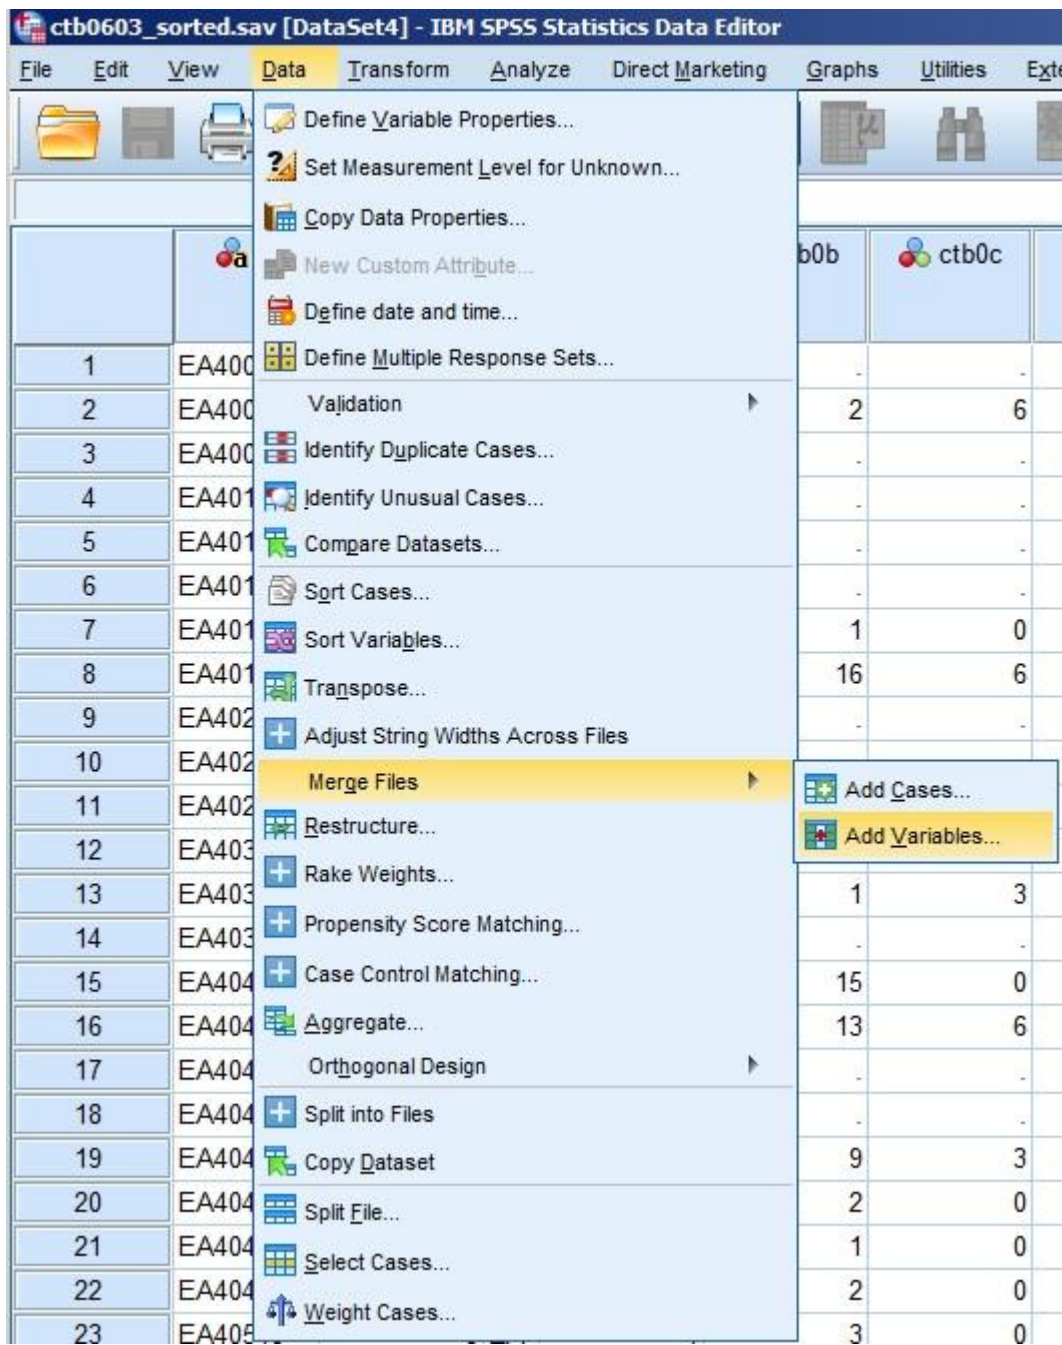 ctb0603_sorted.sav [DataSet4] - IBM SPSS Statistics Data Editor
File Edit View Data Transform Analyze Direct Marketing Graphs Utilities Exte
Define Variable Properties...
Set Measurement Level for Unknown...
Copy Data Properties...
New Custom Attribute...
Define date and time...
Define Multiple Response Sets...
Validation
Identify Duplicate Cases...
Identify Unusual Cases...
Compare Datasets...
Sort Cases...
Sort Variables...
Transpose...
Adjust String Widths Across Files
Merge Files
Restructure...
Rake Weights...
Propensity Score Matching...
Case Control Matching...
Aggregate...
Orthogonal Design
Split into Files
Copy Dataset
Split File...
Select Cases...
Weight Cases...
Add Cases...
Add Variables...
a b0b ctb0c
1 EA400 . .
2 EA400 2 6
3 EA400 . .
4 EA401 . .
5 EA401 . .
6 EA401 . .
7 EA401 1 0
8 EA401 16 6
9 EA402 . .
10 EA402
11 EA402
12 EA403
13 EA403 1 3
14 EA403 . .
15 EA404 15 0
16 EA404 13 6
17 EA404 . .
18 EA404 . .
19 EA404 9 3
20 EA404 2 0
21 EA404 1 0
22 EA404 2 0
23 EA405 3 0